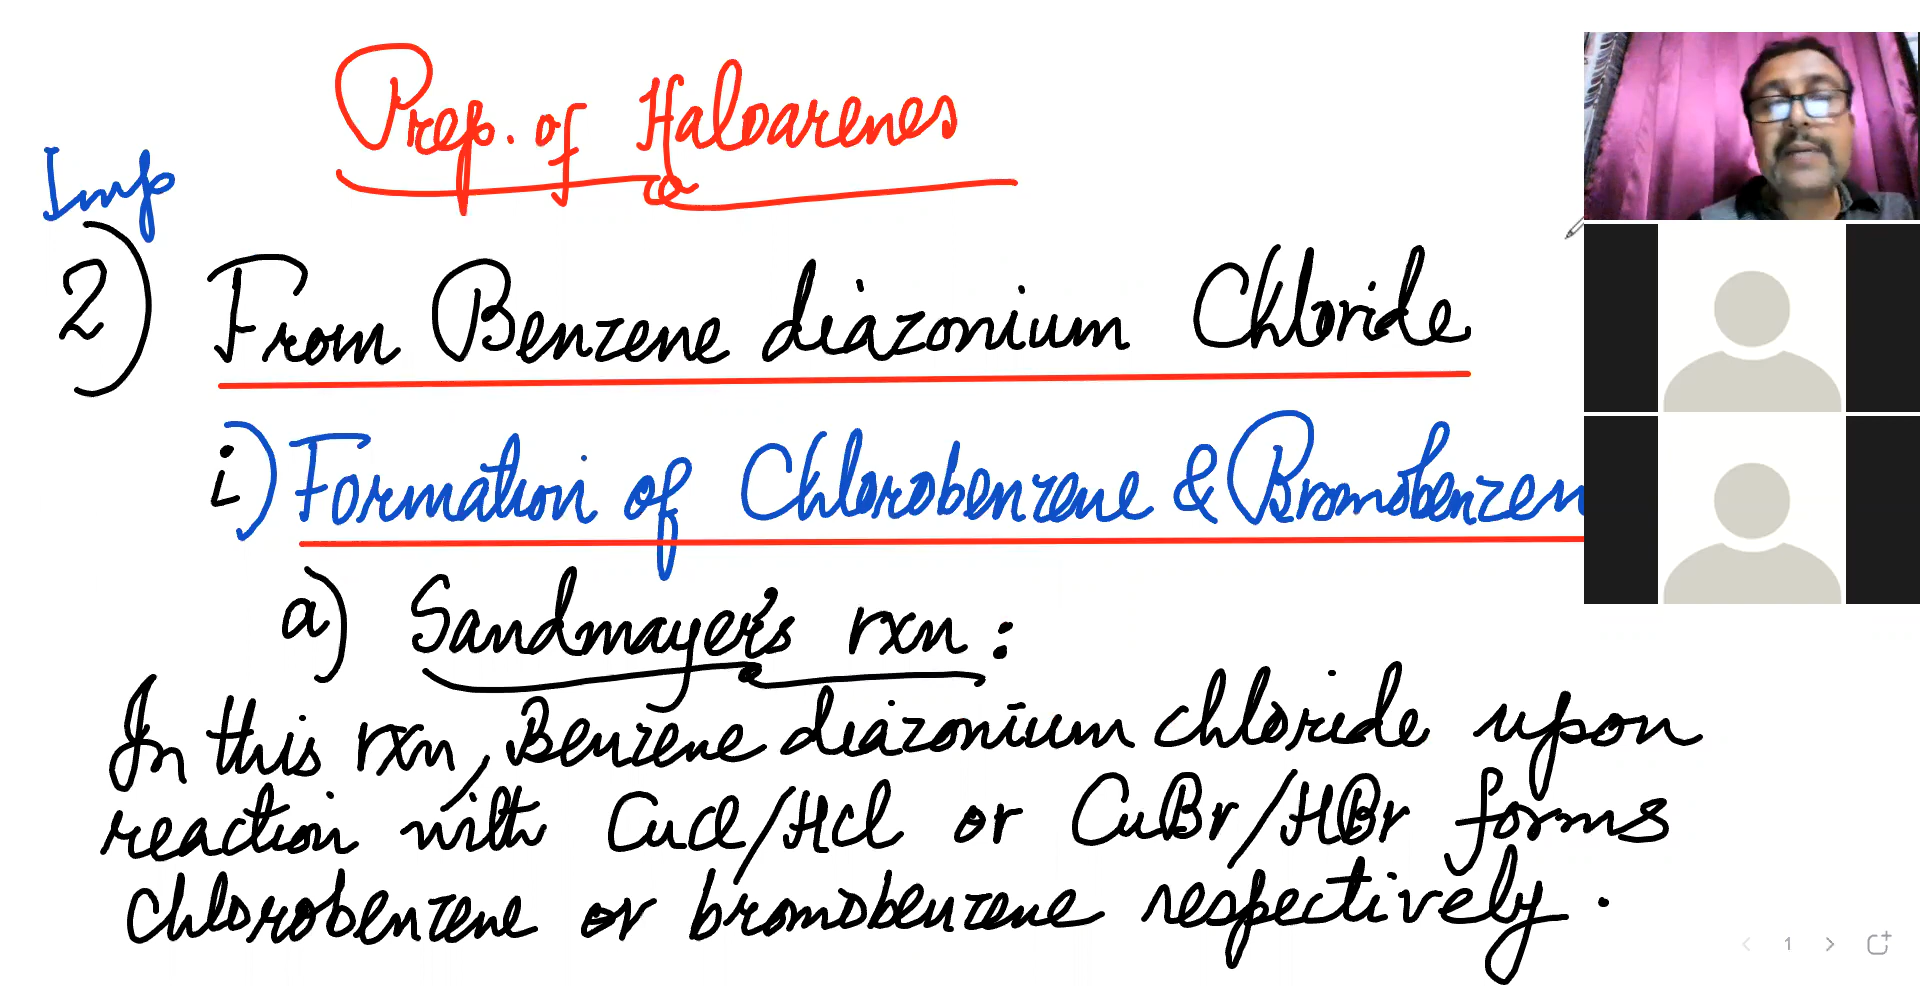 Prep. of Haloarenes
Imp
2) From Benzene diazonium Chloride
i) Formation of Chlorobenzene & Bromobenzen
a) Sandmayer's rxn :
In this rxn, Benzene diazonium chloride upon
reaction with CuCl/HCl or CuBr/HBr forms
chlorobenzene or bromobenzene respectively .
1